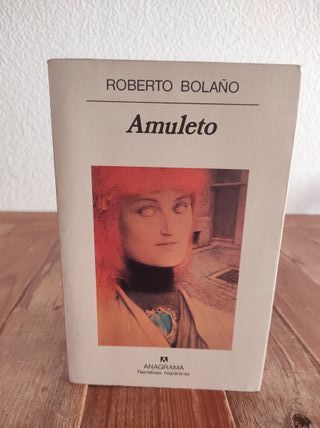 ROBERTO BOLAÑO
Amuleto
ANAGRAMA
Narrativas hispánicas